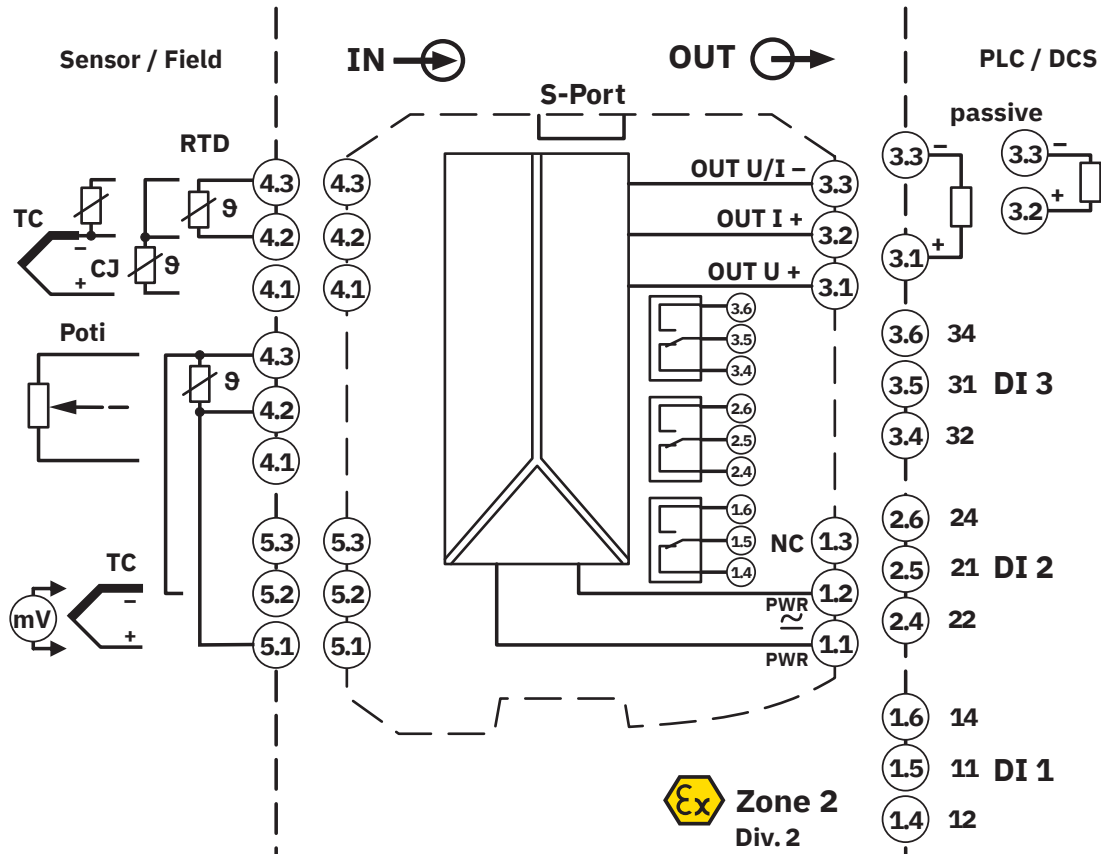 Sensor / Field
IN
OUT
PLC / DCS
S-Port
passive
RTD
4.3
4.2
4.1
TC
−
+
CJ
ϑ
ϑ
4.3
4.2
4.1
OUT U/I −
OUT I +
OUT U +
3.3
3.2
3.1
3.3
−
3.1
+
3.3
−
3.2
+
Poti
4.3
4.2
4.1
ϑ
3.6
3.5
3.4
2.6
2.5
2.4
1.6
1.5
1.4
3.6 34
3.5 31 DI 3
3.4 32
2.6 24
2.5 21 DI 2
2.4 22
mV
TC
−
+
5.3
5.2
5.1
5.3
5.2
5.1
NC 1.3
1.2
PWR
≂
1.1
PWR
1.6 14
1.5 11 DI 1
1.4 12
Ex
Zone 2
Div. 2